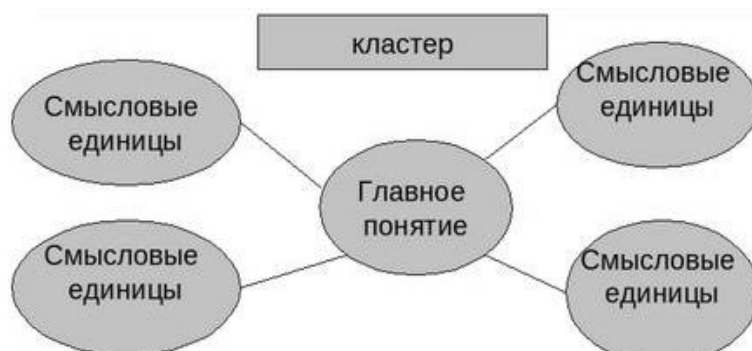 кластер
Смысловые
единицы
Смысловые
единицы
Главное
понятие
Смысловые
единицы
Смысловые
единицы